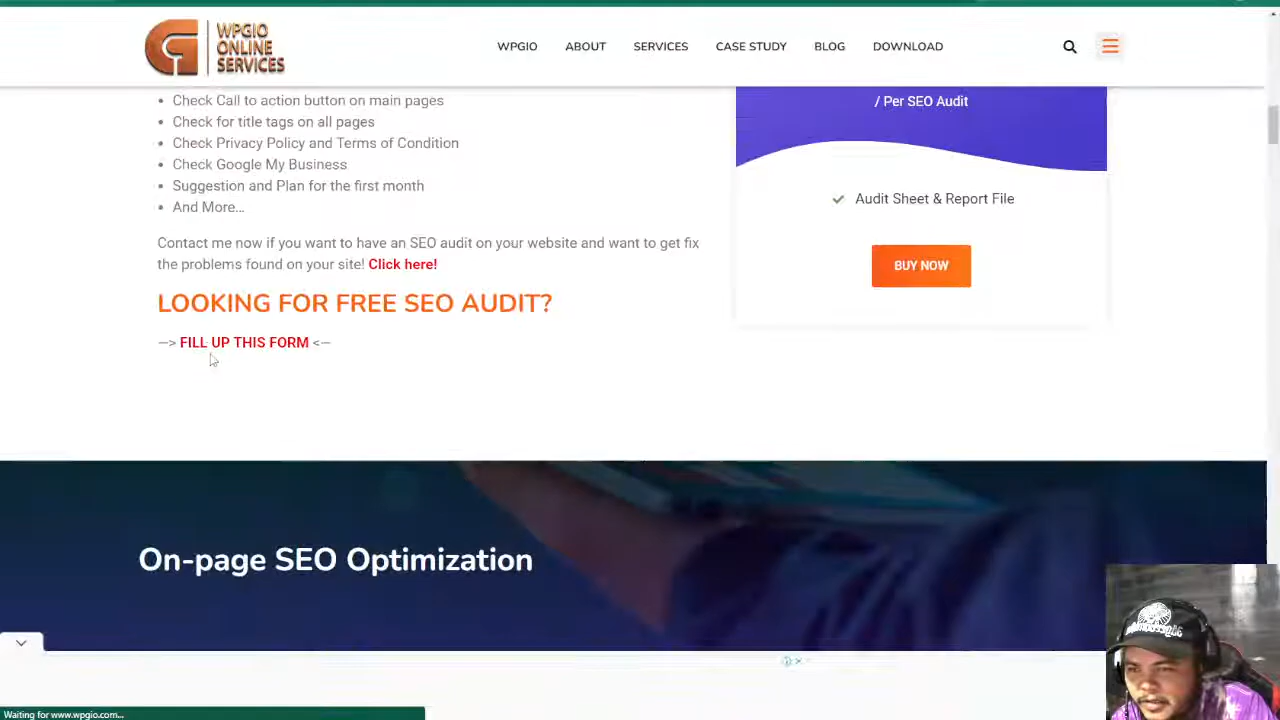 WPGIO
ONLINE
SERVICES
WPGIO ABOUT SERVICES CASE STUDY BLOG DOWNLOAD
Check Call to action button on main pages
Check for title tags on all pages
Check Privacy Policy and Terms of Condition
Check Google My Business
Suggestion and Plan for the first month
And More…
Contact me now if you want to have an SEO audit on your website and want to get fix
the problems found on your site! Click here!
LOOKING FOR FREE SEO AUDIT?
—> FILL UP THIS FORM <—
/ Per SEO Audit
Audit Sheet & Report File
BUY NOW
On-page SEO Optimization
Waiting for www.wpgio.com...